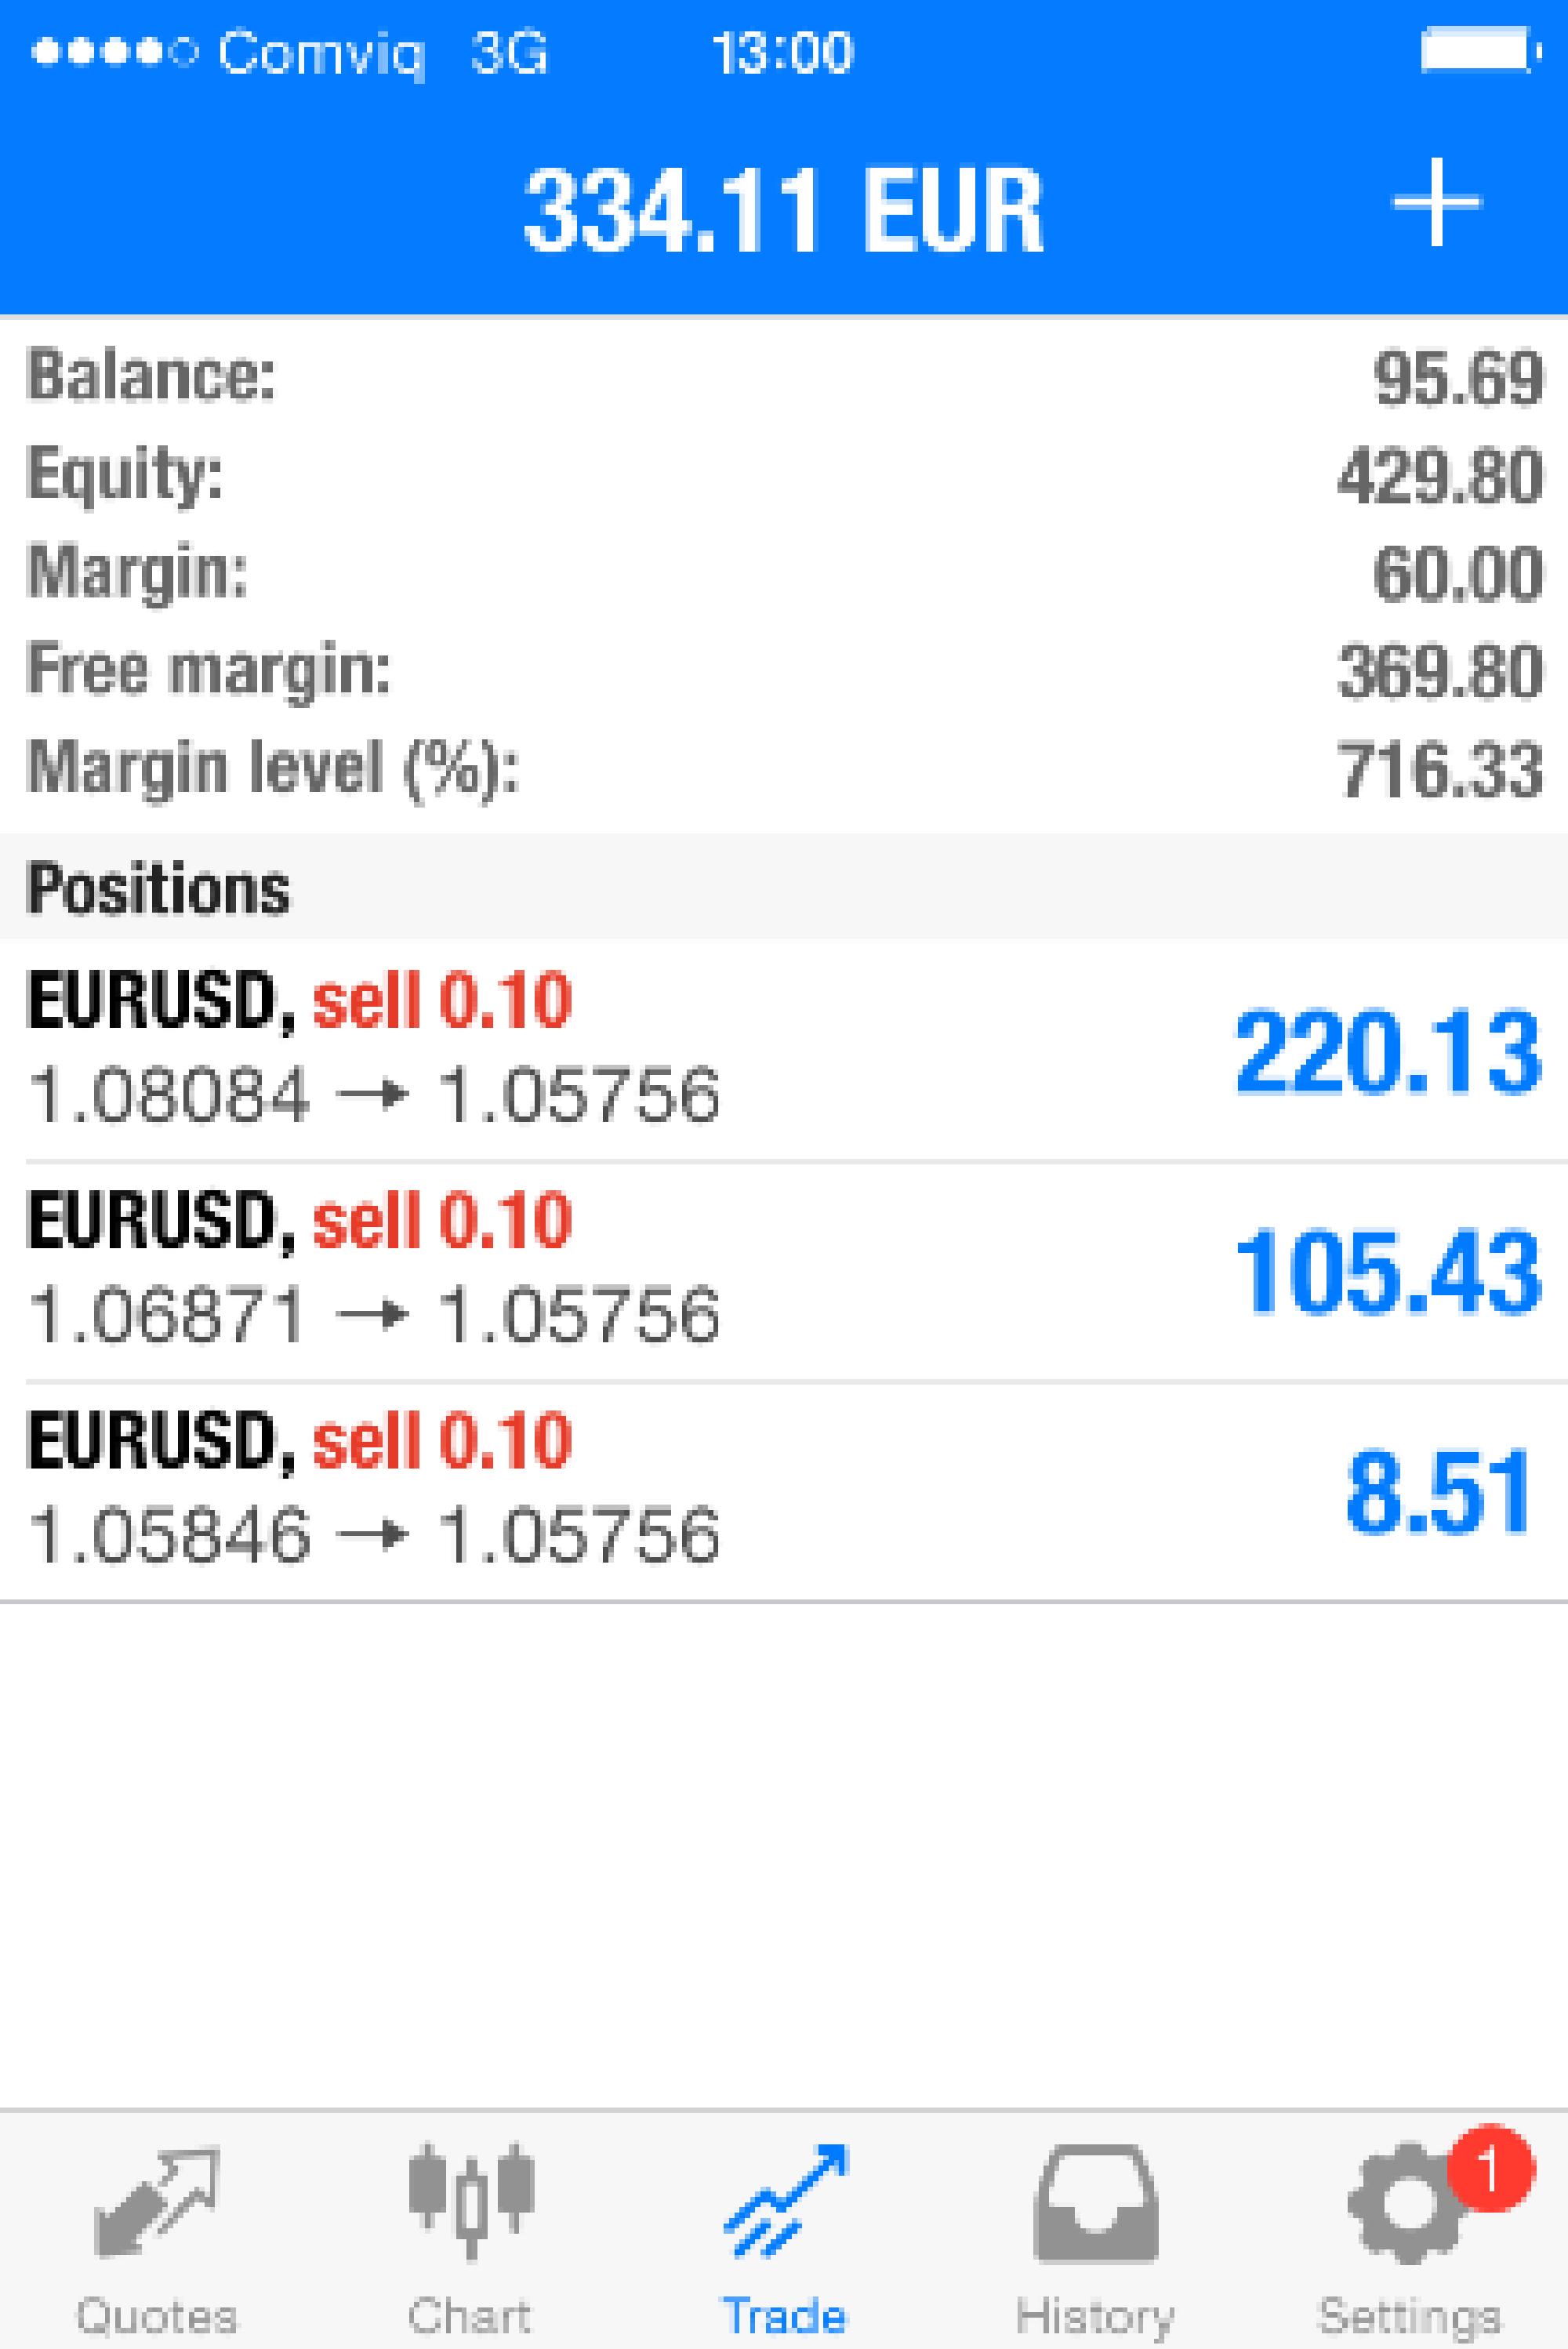 Comviq 3G 13:00
334.11 EUR +
Balance: 95.69
Equity: 429.80
Margin: 60.00
Free margin: 369.80
Margin level (%): 716.33
Positions
EURUSD, sell 0.10
220.13
1.08084 → 1.05756
EURUSD, sell 0.10
105.43
1.06871 → 1.05756
EURUSD, sell 0.10
8.51
1.05846 → 1.05756
1
Quotes Chart Trade History Settings